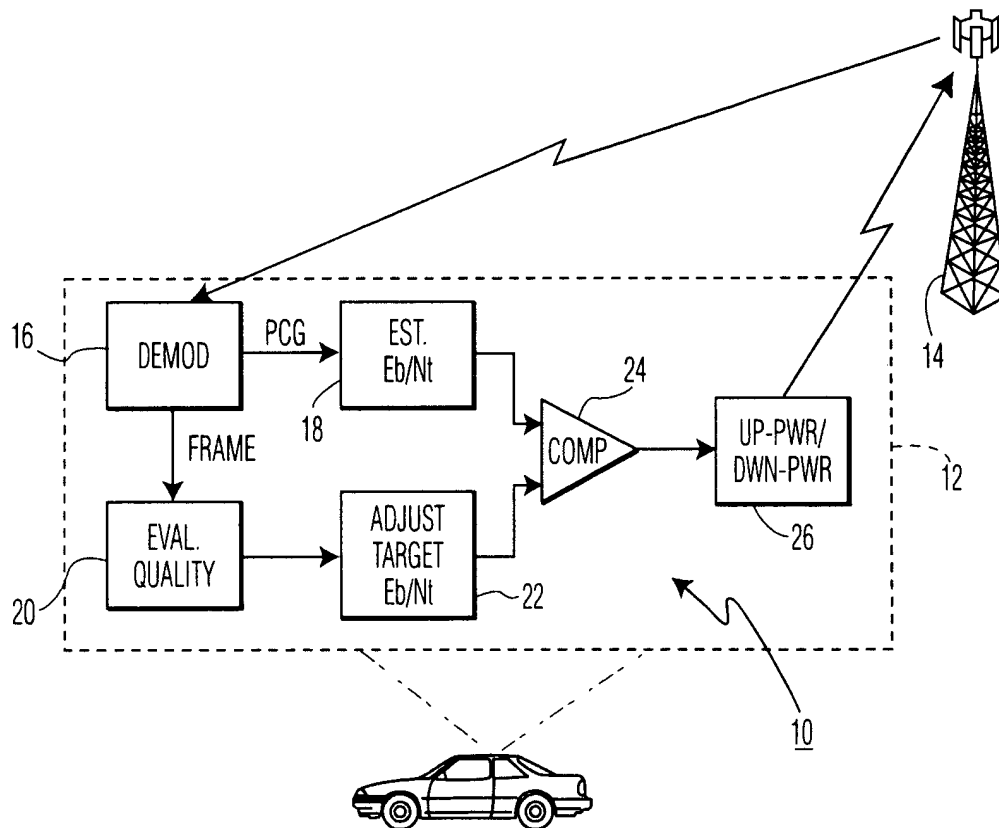 14
16
DEMOD
PCG
EST.
Eb/Nt
18
24
COMP
UP-PWR/
DWN-PWR
26
12
FRAME
20
EVAL.
QUALITY
ADJUST
TARGET
Eb/Nt
22
10